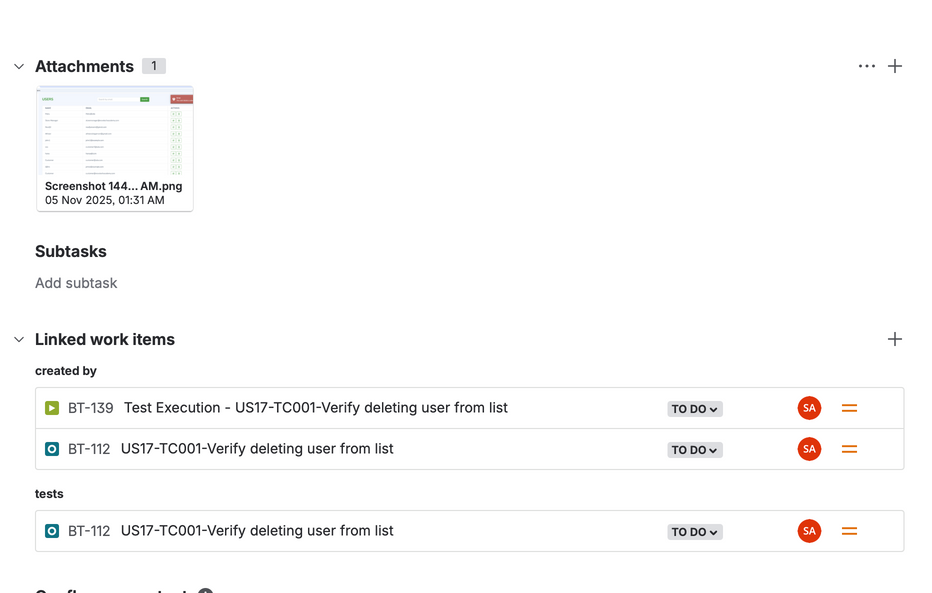 Attachments 1
USERS
Screenshot 144... AM.png
05 Nov 2025, 01:31 AM
Subtasks
Add subtask
Linked work items
created by
BT-139 Test Execution - US17-TC001-Verify deleting user from list TO DO SA
BT-112 US17-TC001-Verify deleting user from list TO DO SA
tests
BT-112 US17-TC001-Verify deleting user from list TO DO SA